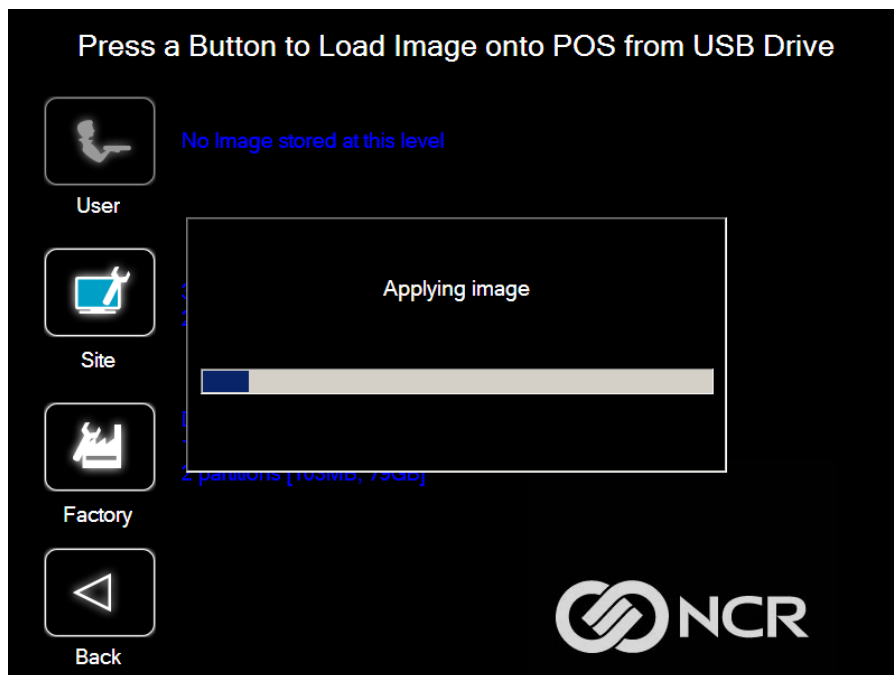 Press a Button to Load Image onto POS from USB Drive
No Image stored at this level
User
Applying image
Site
2 partitions [103MB, 79GB]
Factory
NCR
Back